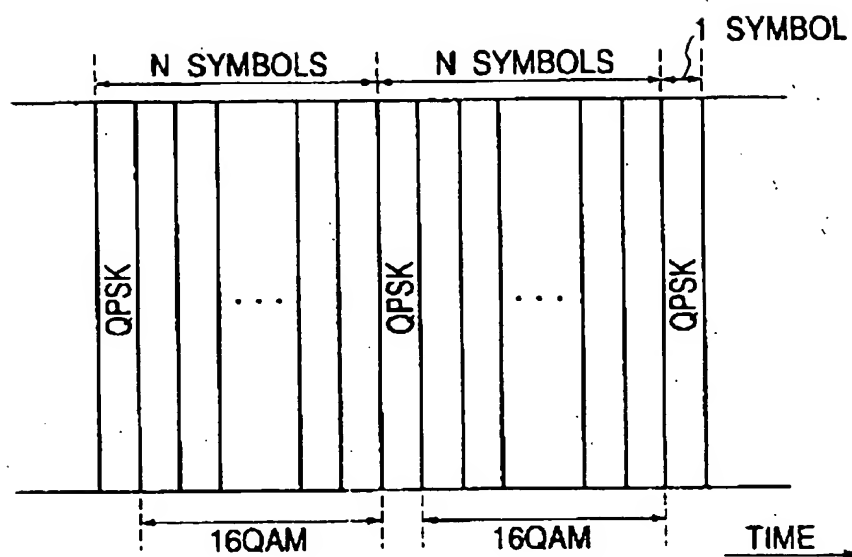 1 SYMBOL
N SYMBOLS N SYMBOLS
QPSK ... QPSK ... QPSK
16QAM 16QAM TIME